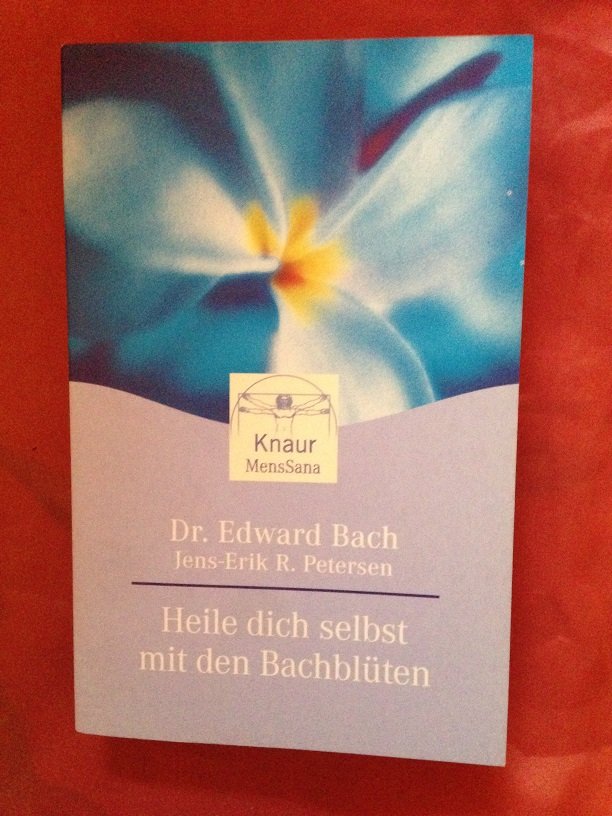 Knaur
MensSana
Dr. Edward Bach
Jens-Erik R. Petersen
Heile dich selbst
mit den Bachblüten